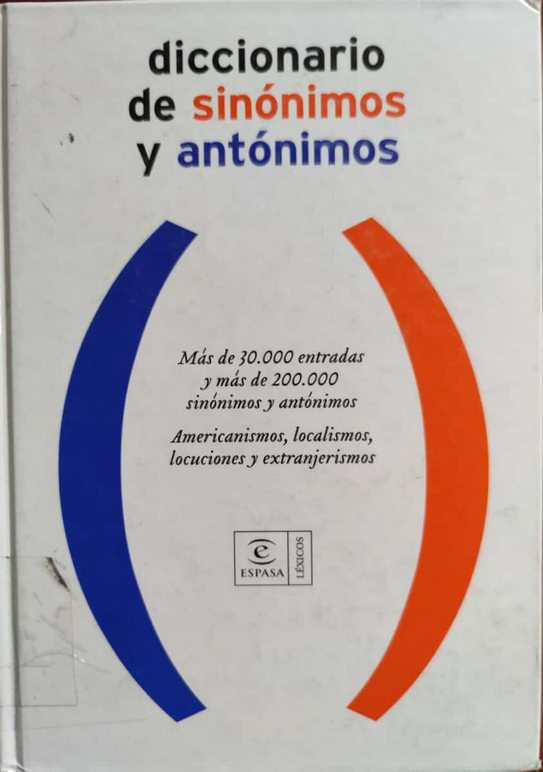 diccionario
de sinónimos
y antónimos
Más de 30.000 entradas
y más de 200.000
sinónimos y antónimos
Americanismos, localismos,
locuciones y extranjerismos
e
ESPASA
LÉXICOS